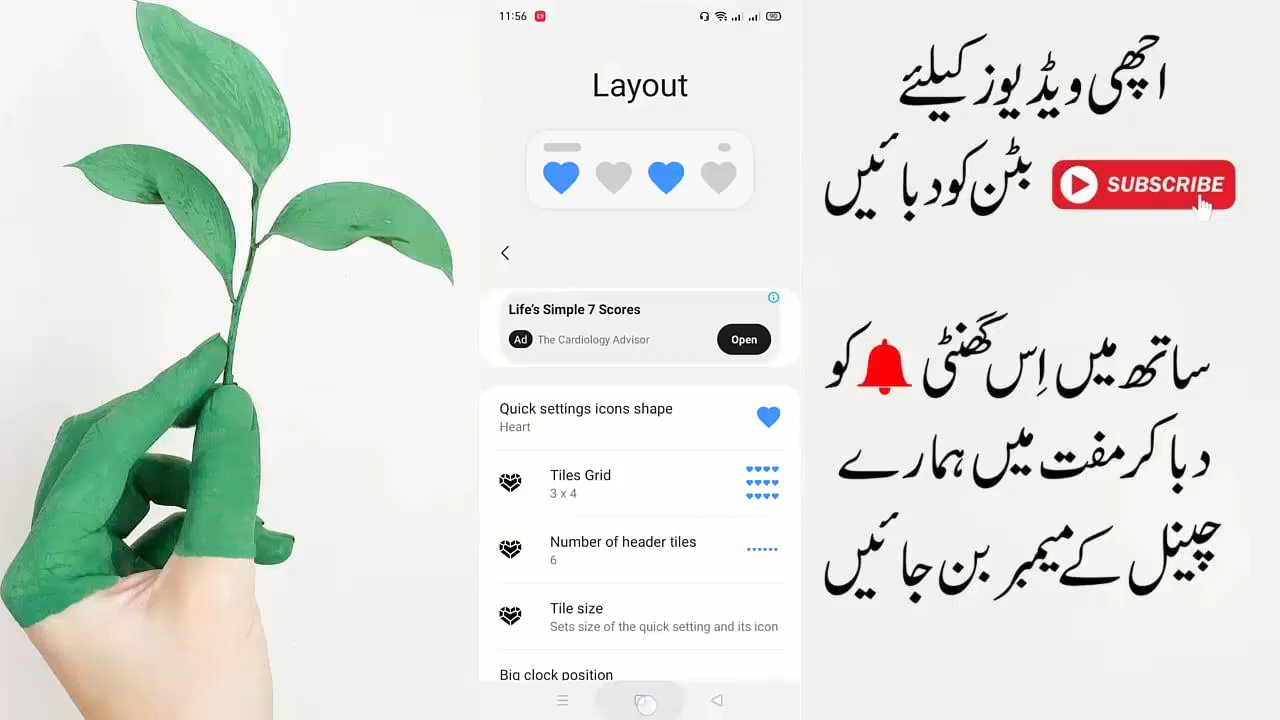 11:56
90
Layout
Life's Simple 7 Scores
Ad The Cardiology Advisor
Open
Quick settings icons shape
Heart
Tiles Grid
3 x 4
Number of header tiles
6
Tile size
Sets size of the quick setting and its icon
Big clock position
اچھی ویڈیوز کیلئے
SUBSCRIBE بٹن کو دبائیں
ساتھ میں اِس گھنٹی کو
دبا کر مفت میں ہمارے
چینل کے میمبر بن جائیں